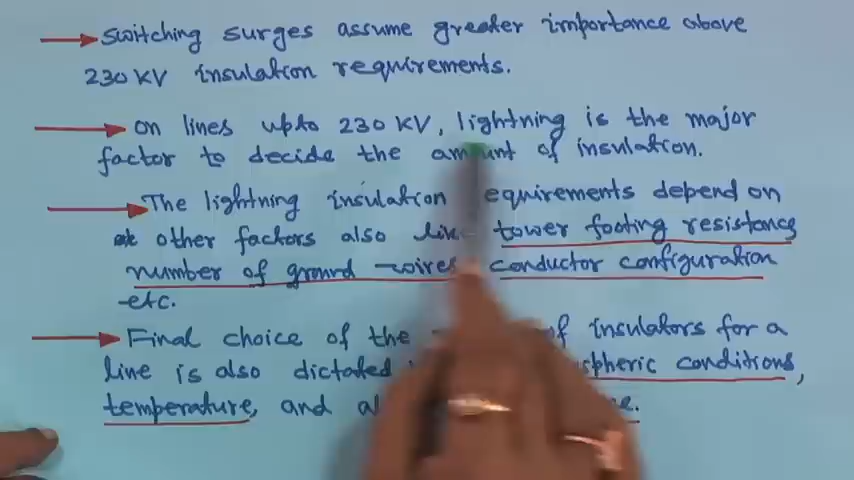 Switching surges assume greater importance above
230 KV insulation requirements.
on lines upto 230 KV, lightning is the major
factor to decide the amount of insulation.
The lightning insulation equirements depend on
other factors also like tower footing resistance
number of ground wires conductor configuration
etc.
Final choice of the of insulators for a
line is also dictated spheric conditions,
temperature, and al e.